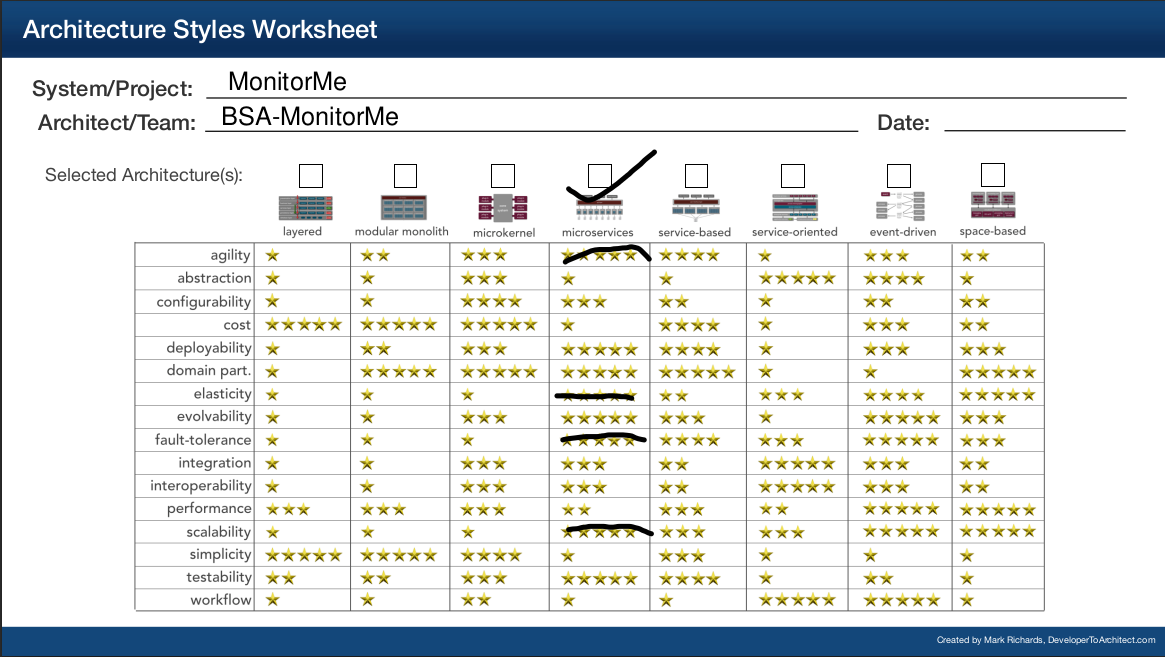 Architecture Styles Worksheet
System/Project: MonitorMe
Architect/Team: BSA-MonitorMe Date:
Selected Architecture(s):
layered modular monolith microkernel microservices service-based service-oriented event-driven space-based
agility
abstraction
configurability
cost
deployability
domain part.
elasticity
evolvability
fault-tolerance
integration
interoperability
performance
scalability
simplicity
testability
workflow
Created by Mark Richards, DeveloperToArchitect.com